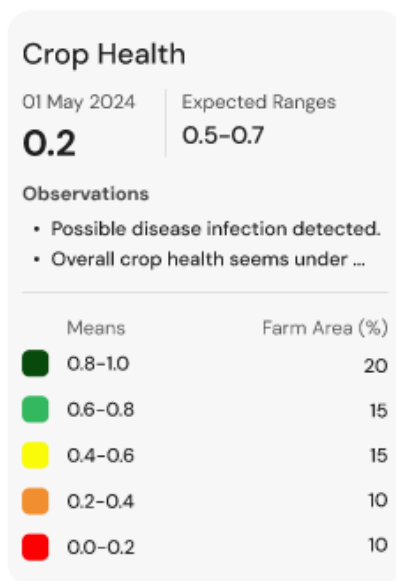 Crop Health
01 May 2024
0.2
Expected Ranges
0.5-0.7
Observations
• Possible disease infection detected.
• Overall crop health seems under ...
Means Farm Area (%)
0.8-1.0 20
0.6-0.8 15
0.4-0.6 15
0.2-0.4 10
0.0-0.2 10